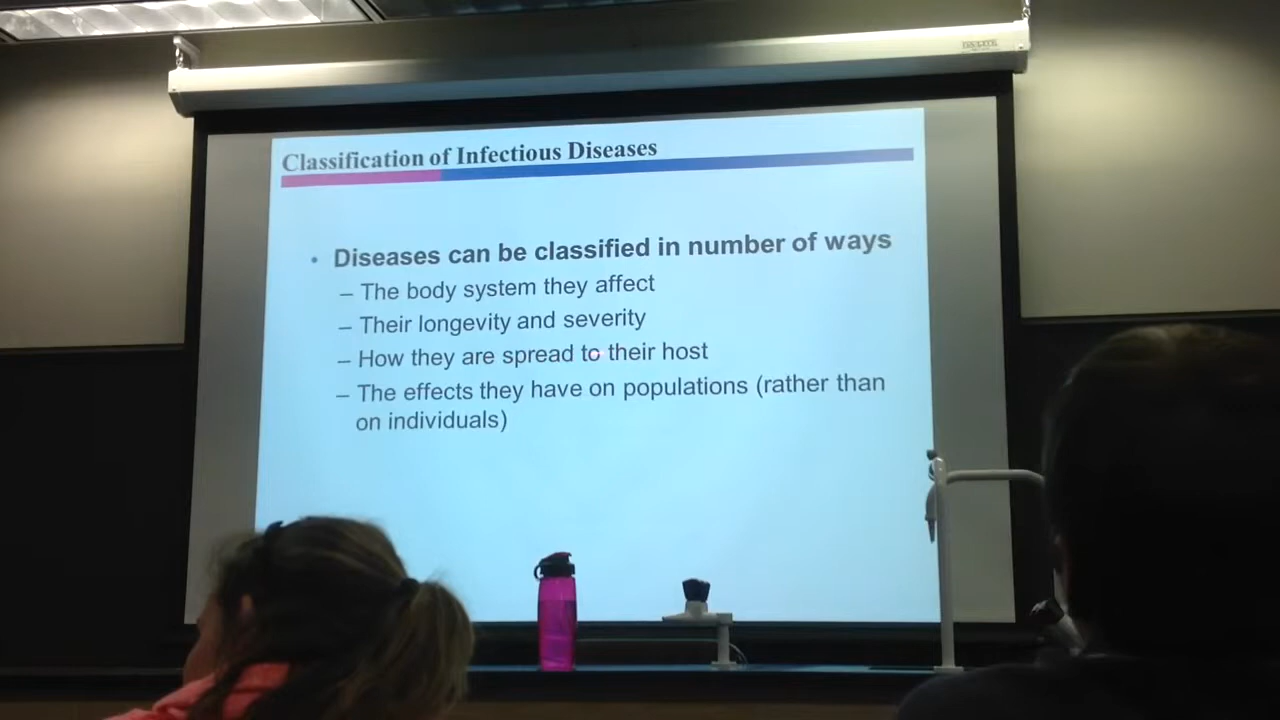 Classification of Infectious Diseases
• Diseases can be classified in number of ways
– The body system they affect
– Their longevity and severity
– How they are spread to their host
– The effects they have on populations (rather than
on individuals)